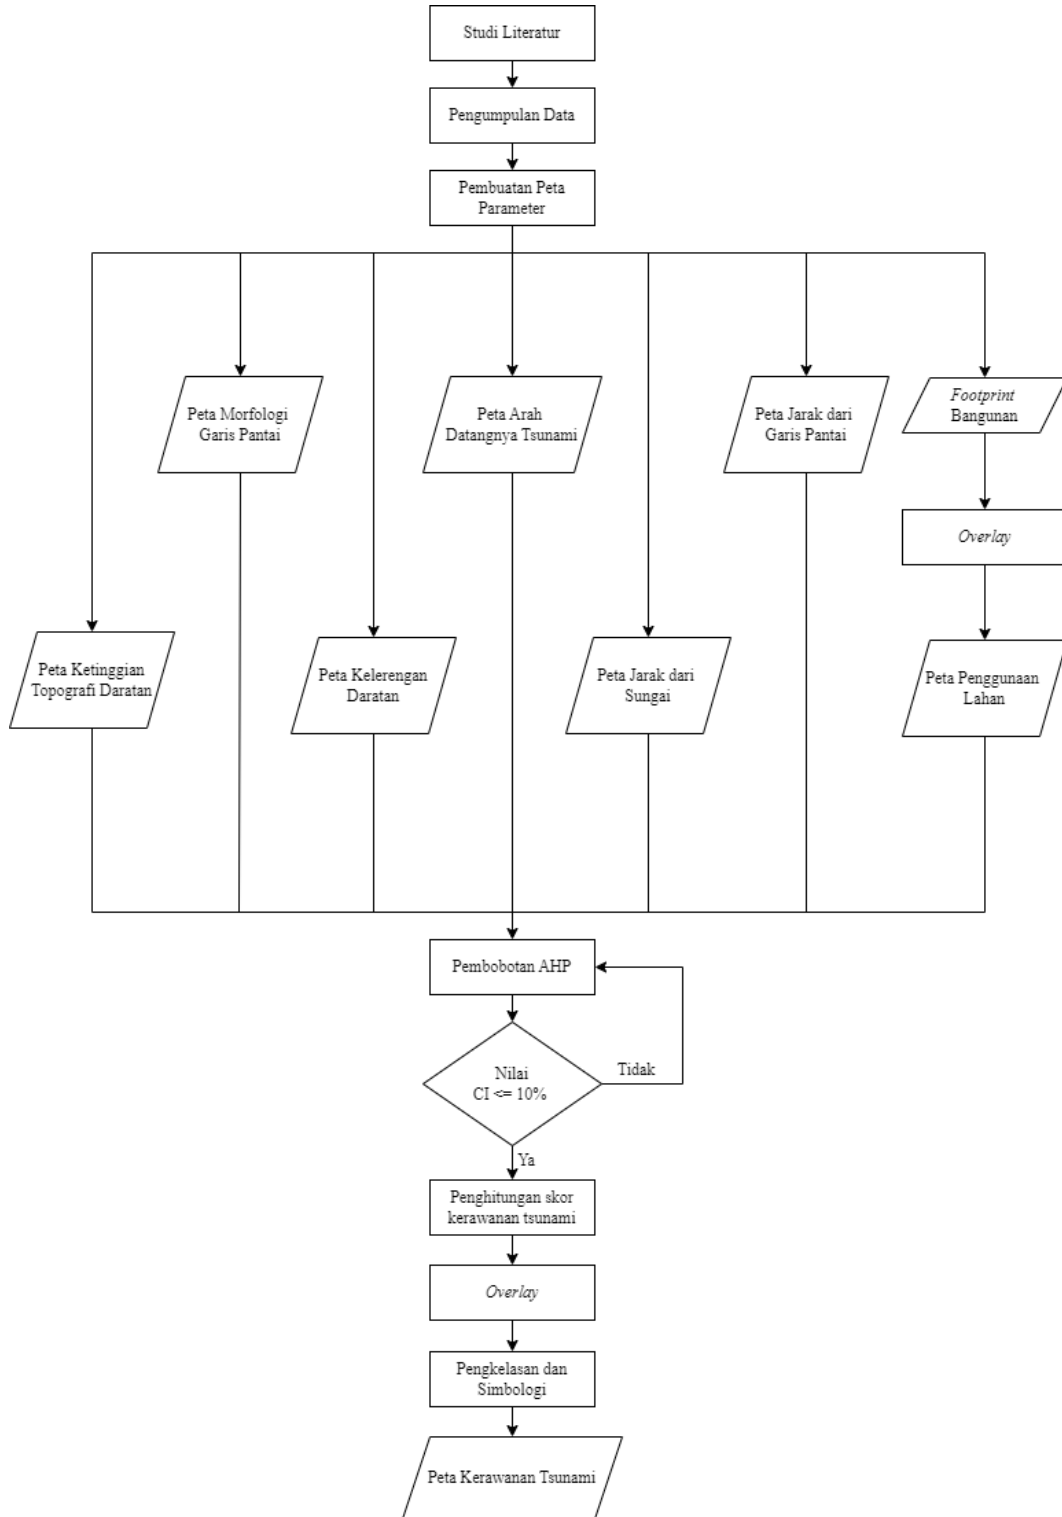 Studi Literatur
Pengumpulan Data
Pembuatan Peta
Parameter
Peta Morfologi
Garis Pantai
Peta Arah
Datangnya Tsunami
Peta Jarak dari
Garis Pantai
Footprint
Bangunan
Overlay
Peta Ketinggian
Topografi Daratan
Peta Kelerengan
Daratan
Peta Jarak dari
Sungai
Peta Penggunaan
Lahan
Pembobotan AHP
Nilai
CI <= 10%
Tidak
Ya
Penghitungan skor
kerawanan tsunami
Overlay
Pengkelasan dan
Simbologi
Peta Kerawanan Tsunami